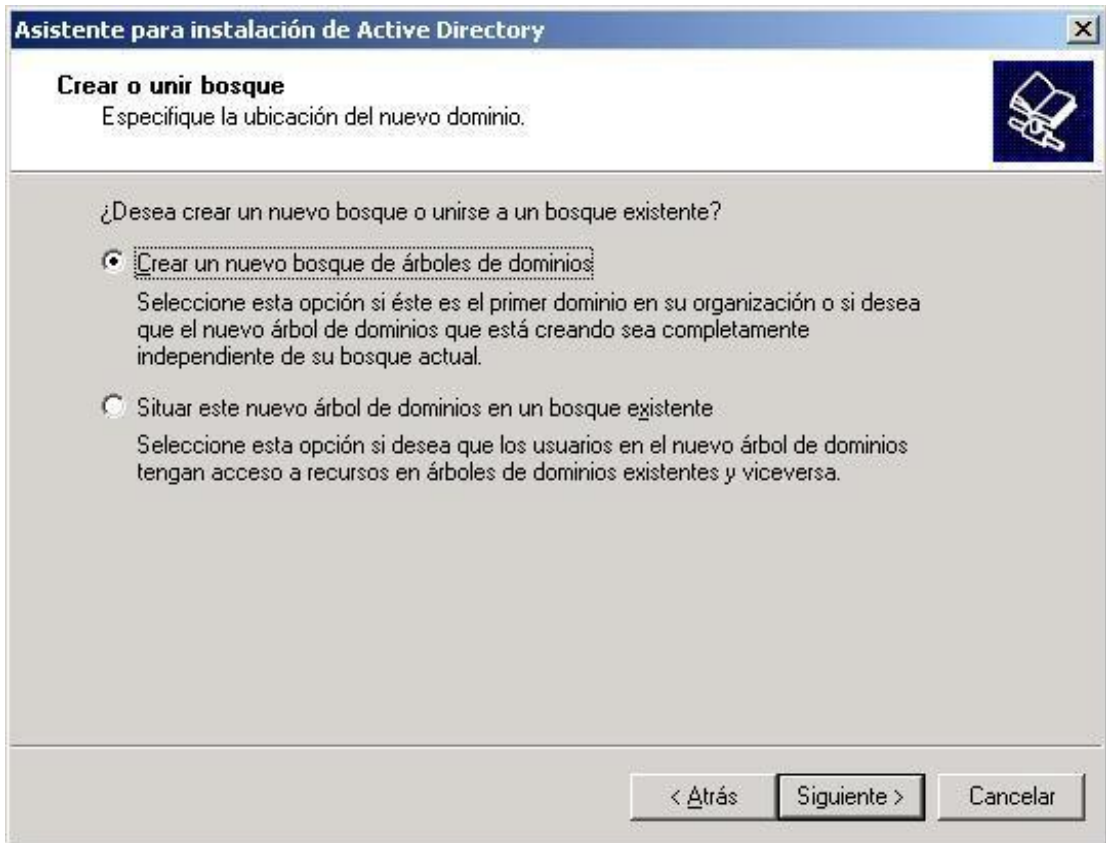 Asistente para instalación de Active Directory
Crear o unir bosque
Especifique la ubicación del nuevo dominio.
¿Desea crear un nuevo bosque o unirse a un bosque existente?
Crear un nuevo bosque de árboles de dominios
Seleccione esta opción si éste es el primer dominio en su organización o si desea
que el nuevo árbol de dominios que está creando sea completamente
independiente de su bosque actual.
Situar este nuevo árbol de dominios en un bosque existente
Seleccione esta opción si desea que los usuarios en el nuevo árbol de dominios
tengan acceso a recursos en árboles de dominios existentes y viceversa.
< Atrás Siguiente > Cancelar